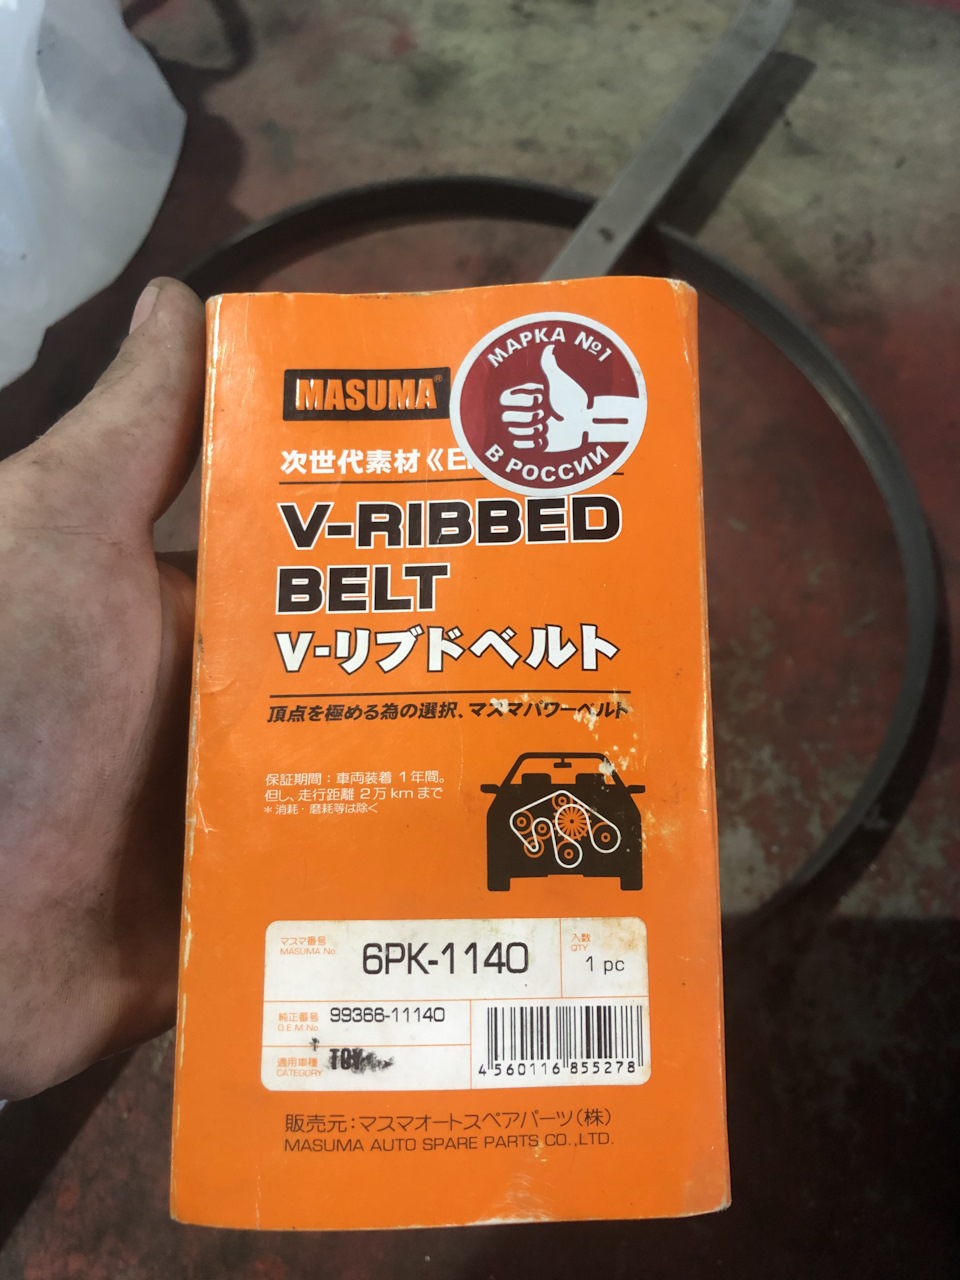 МАРКА №1
В РОССИИ
MASUMA®
次世代素材《E
V-RIBBED
BELT
V-リブドベルト
頂点を極める為の選択、マスマパワーベルト
保証期間：車両装着 1 年間。
但し、走行距離 2万 km まで
＊消耗・磨耗等は除く
マスマ番号
MASUMA No.
6PK-1140
入数
QTY
1 pc
純正番号
O.E.M.No.
99366-11140
適用車種
CATEGORY
TOY
4 560116 855278
販売元：マスマオートスペアパーツ（株）
MASUMA AUTO SPARE PARTS CO.,LTD.